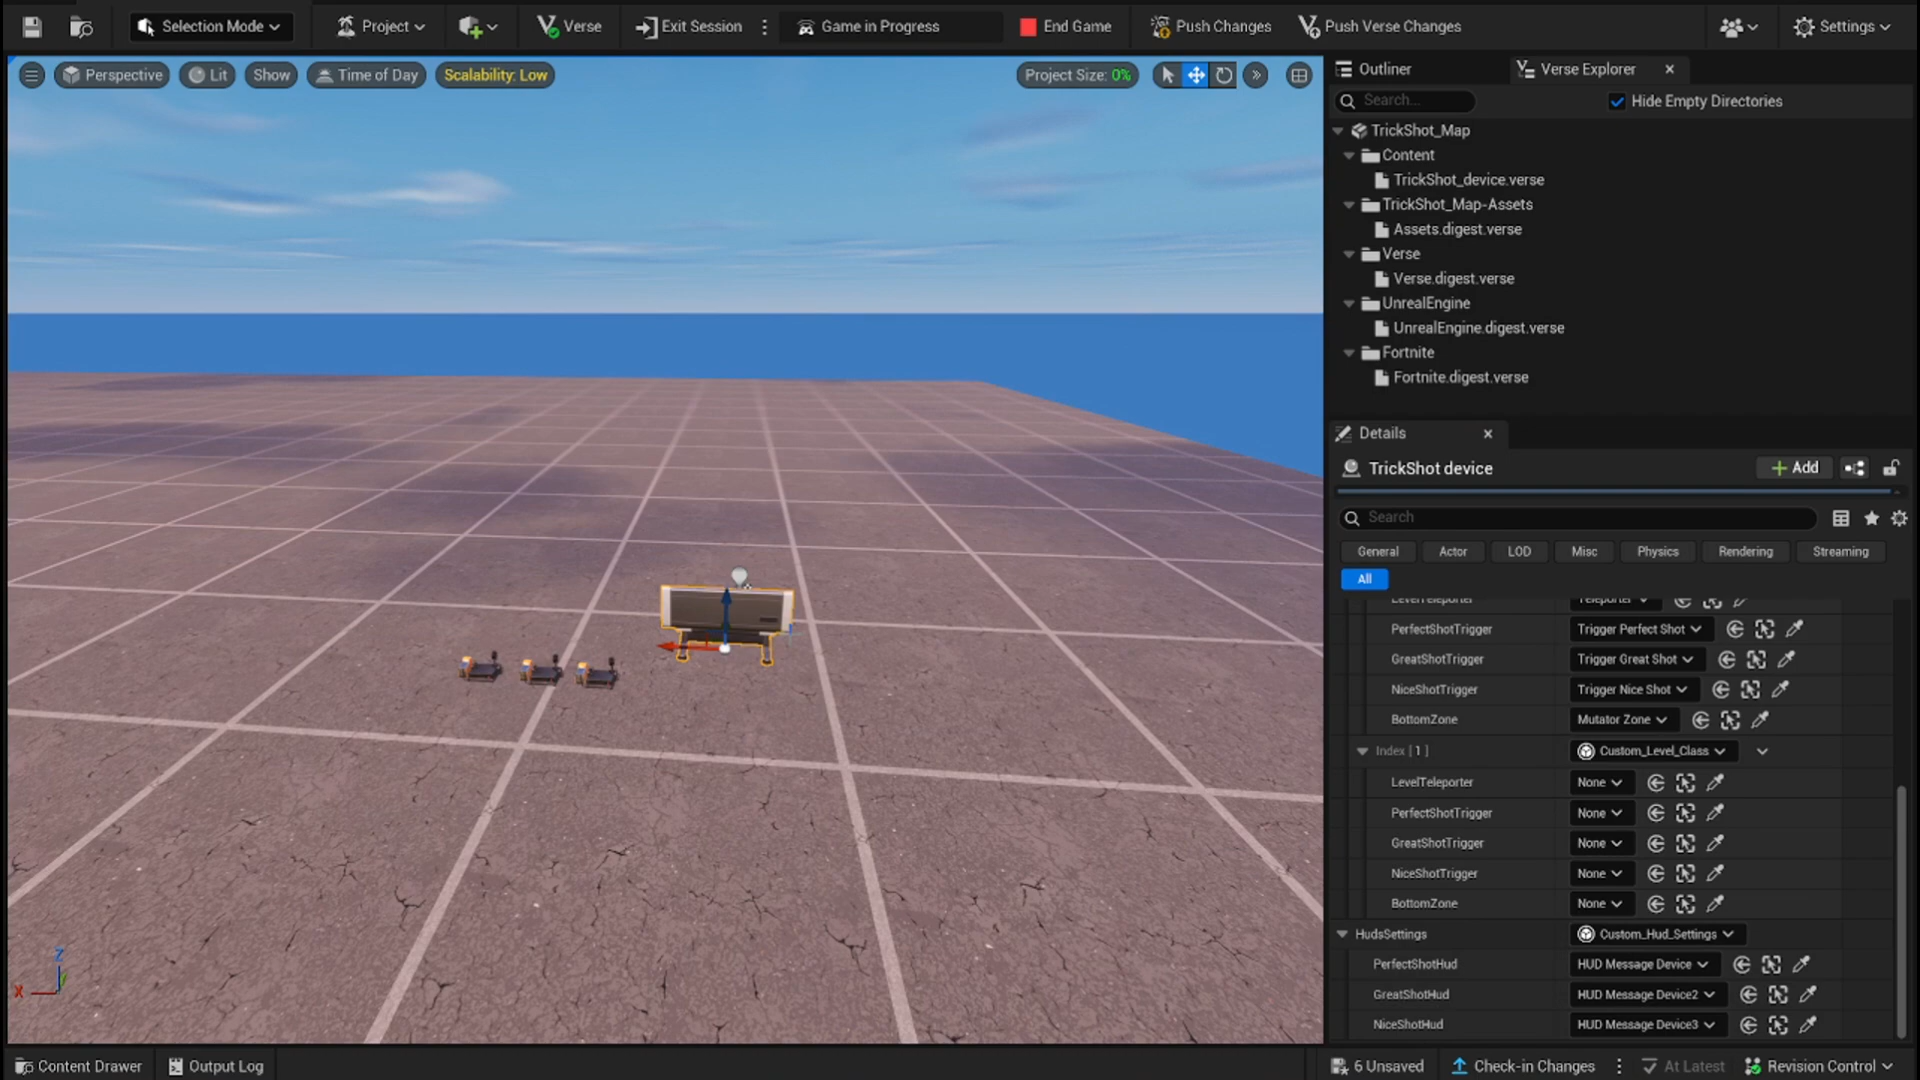 Selection Mode Project Verse Exit Session Game in Progress End Game Push Changes Push Verse Changes Settings
Perspective Lit Show Time of Day Scalability: Low Project Size: 0%
Outliner Verse Explorer
Search... Hide Empty Directories
TrickShot_Map
Content
TrickShot_device.verse
TrickShot_Map-Assets
Assets.digest.verse
Verse
Verse.digest.verse
UnrealEngine
UnrealEngine.digest.verse
Fortnite
Fortnite.digest.verse
Details
TrickShot device Add
Search
General Actor LOD Misc Physics Rendering Streaming
All
LevelTeleporter Teleporter
PerfectShotTrigger Trigger Perfect Shot
GreatShotTrigger Trigger Great Shot
NiceShotTrigger Trigger Nice Shot
BottomZone Mutator Zone
Index [ 1 ] Custom_Level_Class
LevelTeleporter None
PerfectShotTrigger None
GreatShotTrigger None
NiceShotTrigger None
BottomZone None
HudsSettings Custom_Hud_Settings
PerfectShotHud HUD Message Device
GreatShotHud HUD Message Device2
NiceShotHud HUD Message Device3
Z
X
Content Drawer Output Log 6 Unsaved Check-in Changes At Latest Revision Control